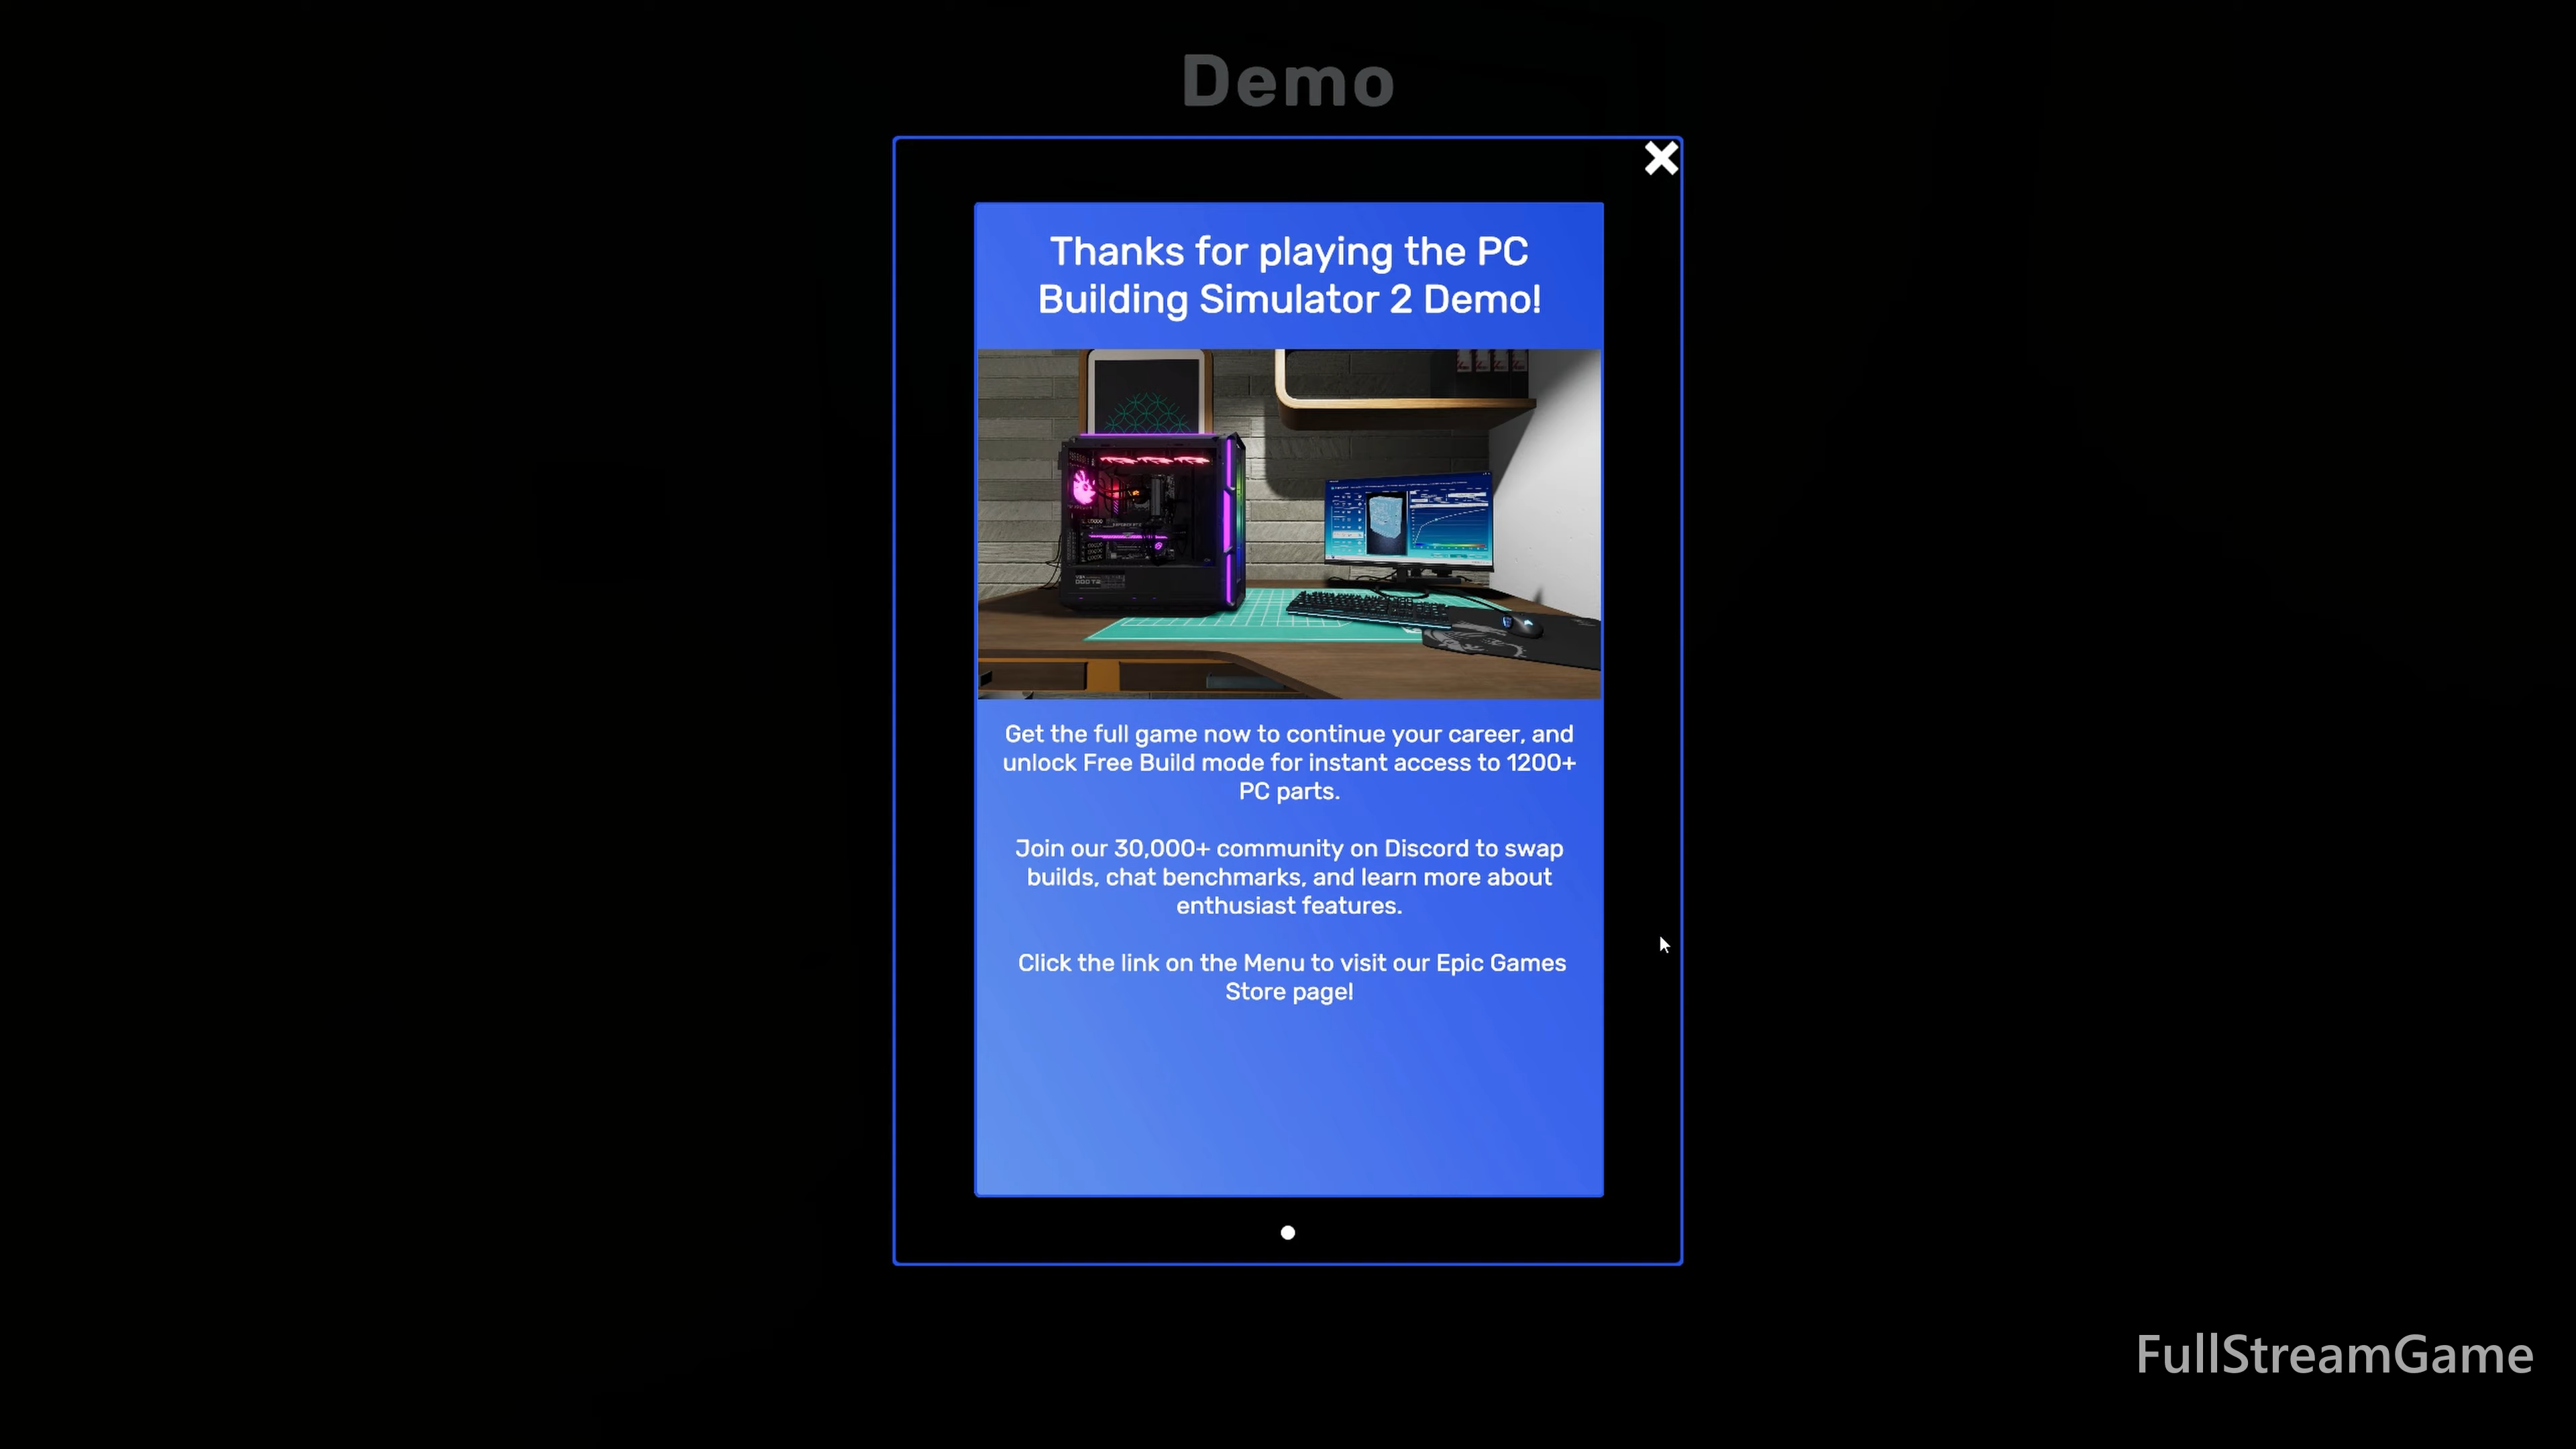 Demo
Thanks for playing the PC
Building Simulator 2 Demo!
Get the full game now to continue your career, and
unlock Free Build mode for instant access to 1200+
PC parts.
Join our 30,000+ community on Discord to swap
builds, chat benchmarks, and learn more about
enthusiast features.
Click the link on the Menu to visit our Epic Games
Store page!
FullStreamGame